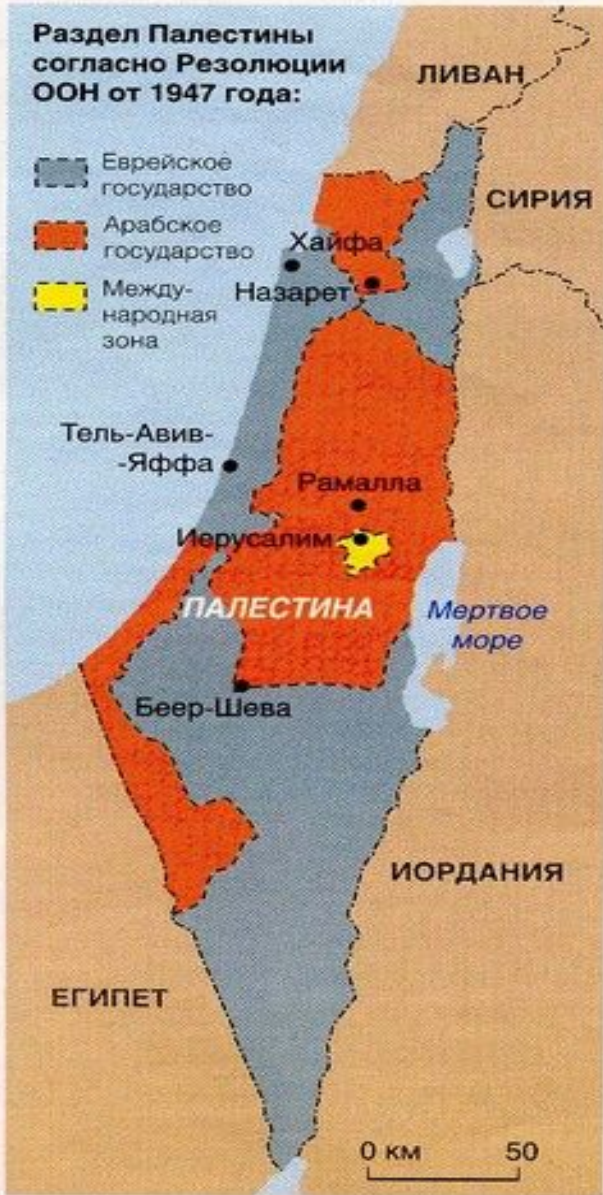 Раздел Палестины
согласно Резолюции
ООН от 1947 года:
Еврейское
государство
Арабское
государство
Между-
народная
зона
ЛИВАН
СИРИЯ
Хайфа
Назарет
Тель-Авив-
-Яффа
Рамалла
Иерусалим
ПАЛЕСТИНА
Мертвое
море
Беер-Шева
ИОРДАНИЯ
ЕГИПЕТ
0 км 50